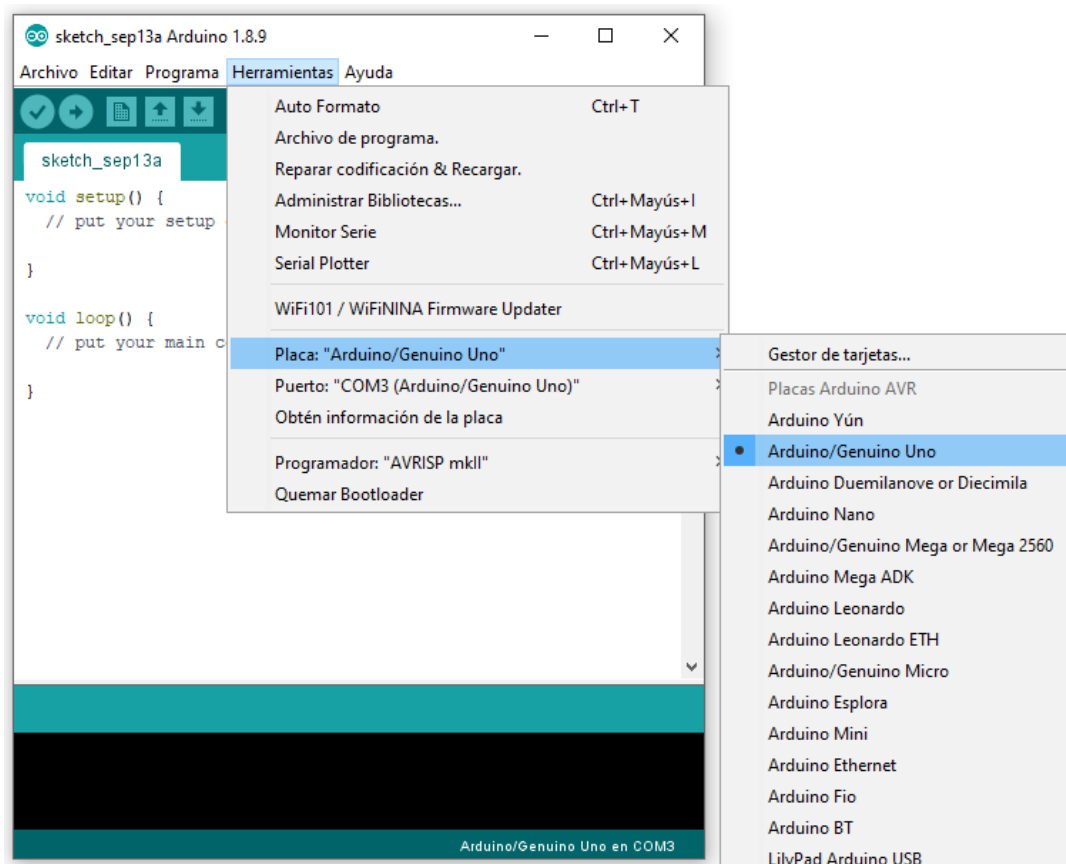 sketch_sep13a Arduino 1.8.9
Archivo Editar Programa Herramientas Ayuda
sketch_sep13a
void setup() {
// put your setup
}
void loop() {
// put your main c
}
Auto Formato Ctrl+T
Archivo de programa.
Reparar codificación & Recargar.
Administrar Bibliotecas... Ctrl+Mayús+I
Monitor Serie Ctrl+Mayús+M
Serial Plotter Ctrl+Mayús+L
WiFi101 / WiFiNINA Firmware Updater
Placa: "Arduino/Genuino Uno"
Puerto: "COM3 (Arduino/Genuino Uno)"
Obtén información de la placa
Programador: "AVRISP mkII"
Quemar Bootloader
Gestor de tarjetas...
Placas Arduino AVR
Arduino Yún
Arduino/Genuino Uno
Arduino Duemilanove or Diecimila
Arduino Nano
Arduino/Genuino Mega or Mega 2560
Arduino Mega ADK
Arduino Leonardo
Arduino Leonardo ETH
Arduino/Genuino Micro
Arduino Esplora
Arduino Mini
Arduino Ethernet
Arduino Fio
Arduino BT
LilyPad Arduino USB
Arduino/Genuino Uno en COM3